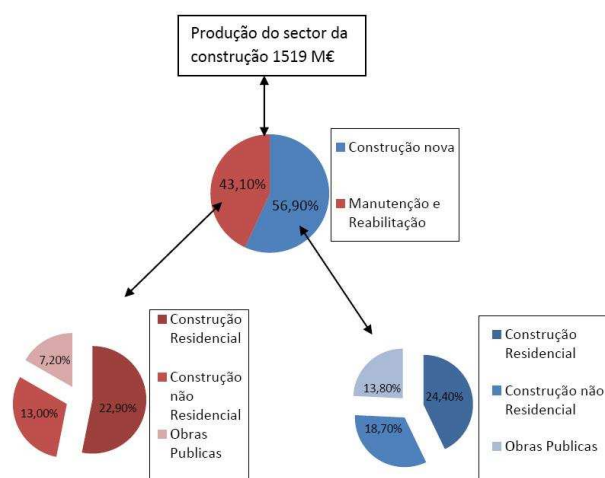 Produção do sector da
construção 1519 M€
Construção nova
Manutenção e
Reabilitação
43,10%
56,90%
7,20%
13,00%
22,90%
Construção
Residencial
Construção
não
Residencial
Obras
Publicas
13,80%
24,40%
18,70%
Construção
Residencial
Construção não
Residencial
Obras Publicas